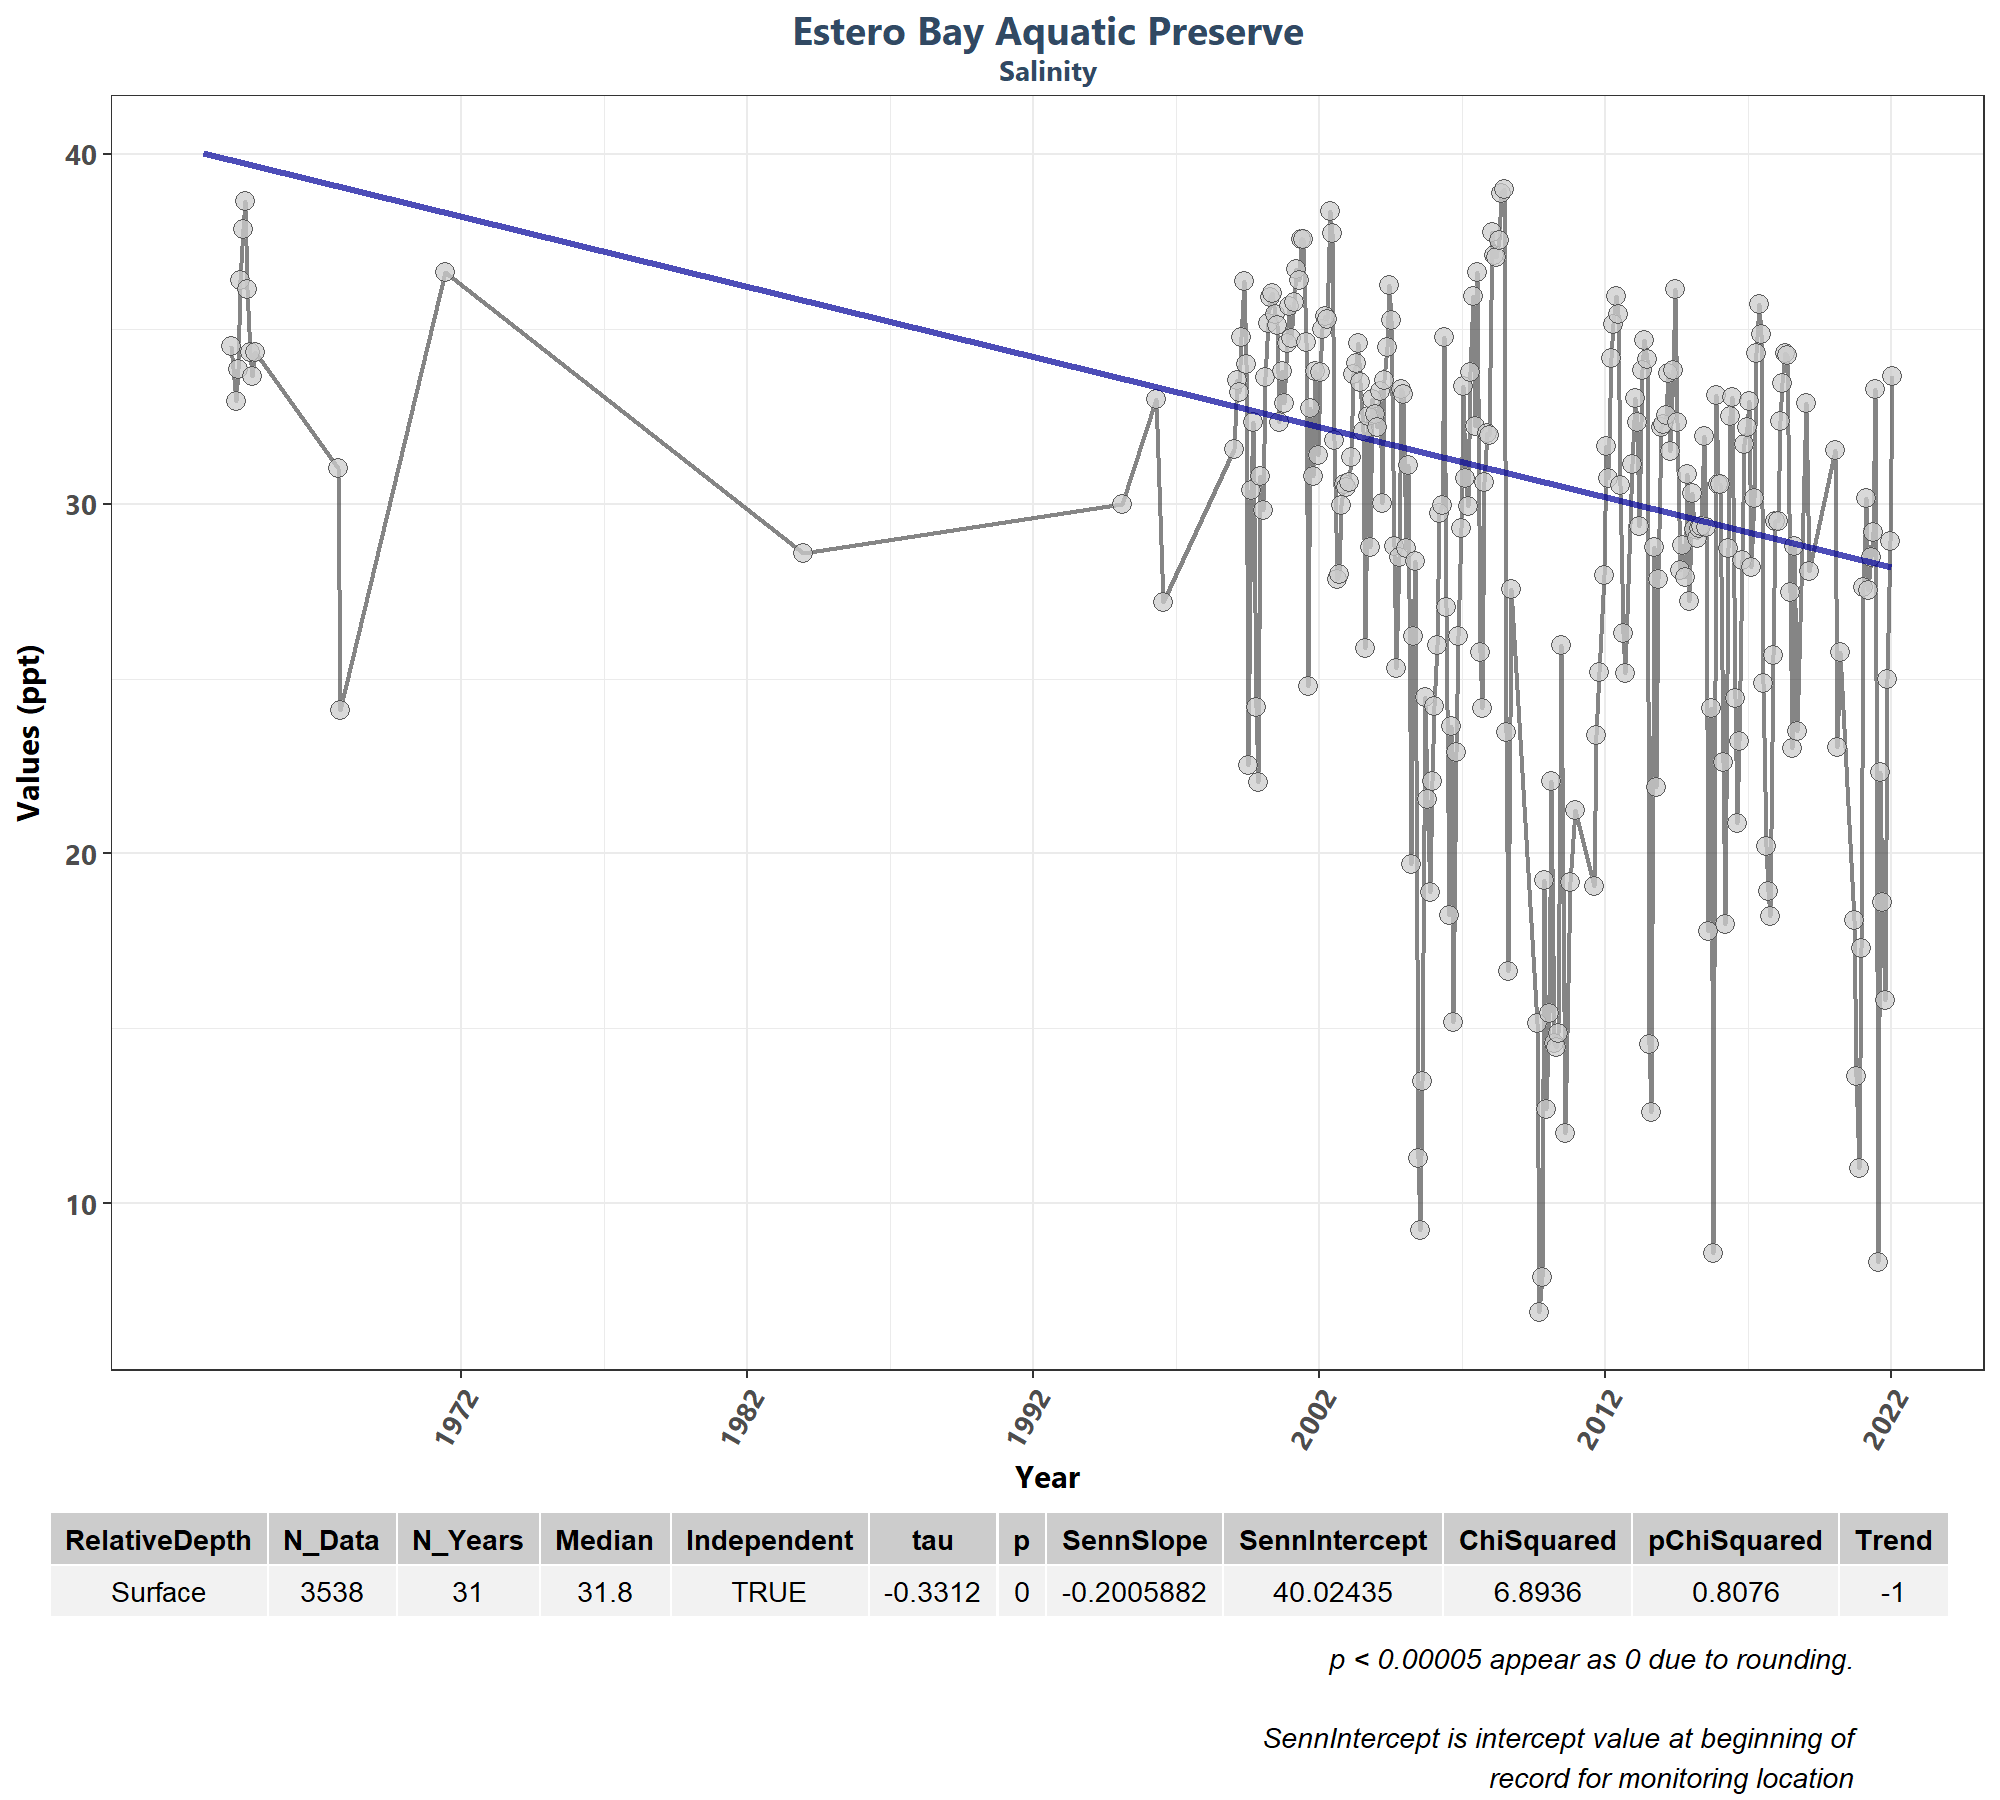 Estero Bay Aquatic Preserve
Salinity
Values (ppt)
40
30
20
10
1972 1982 1992 2002 2012 2022
Year
RelativeDepth N_Data N_Years Median Independent tau p SennSlope SennIntercept ChiSquared pChiSquared Trend
Surface 3538 31 31.8 TRUE -0.3312 0 -0.2005882 40.02435 6.8936 0.8076 -1
p < 0.00005 appear as 0 due to rounding.
SennIntercept is intercept value at beginning of
record for monitoring location